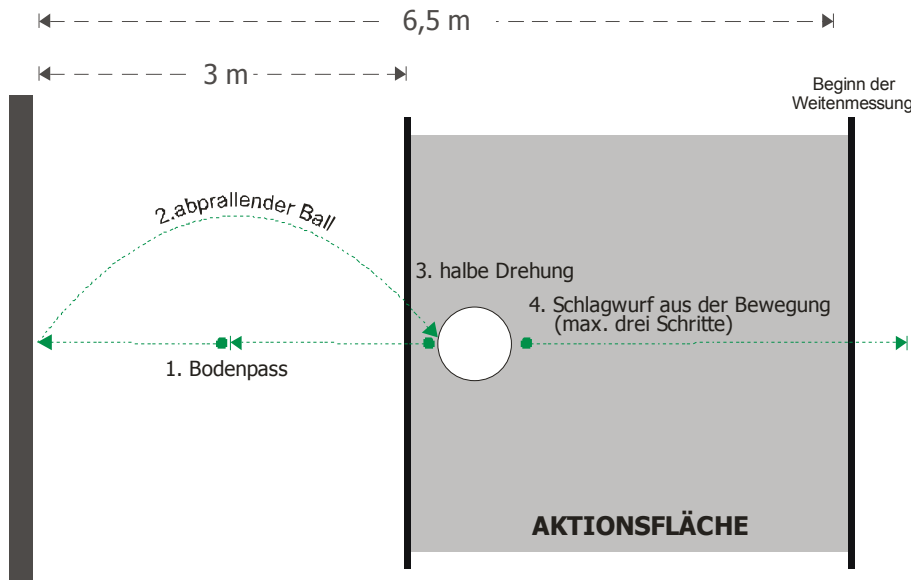 6,5 m
3 m
Beginn der
Weitenmessung
2.abprallender Ball
3. halbe Drehung
4. Schlagwurf aus der Bewegung
(max. drei Schritte)
1. Bodenpass
AKTIONSFLÄCHE